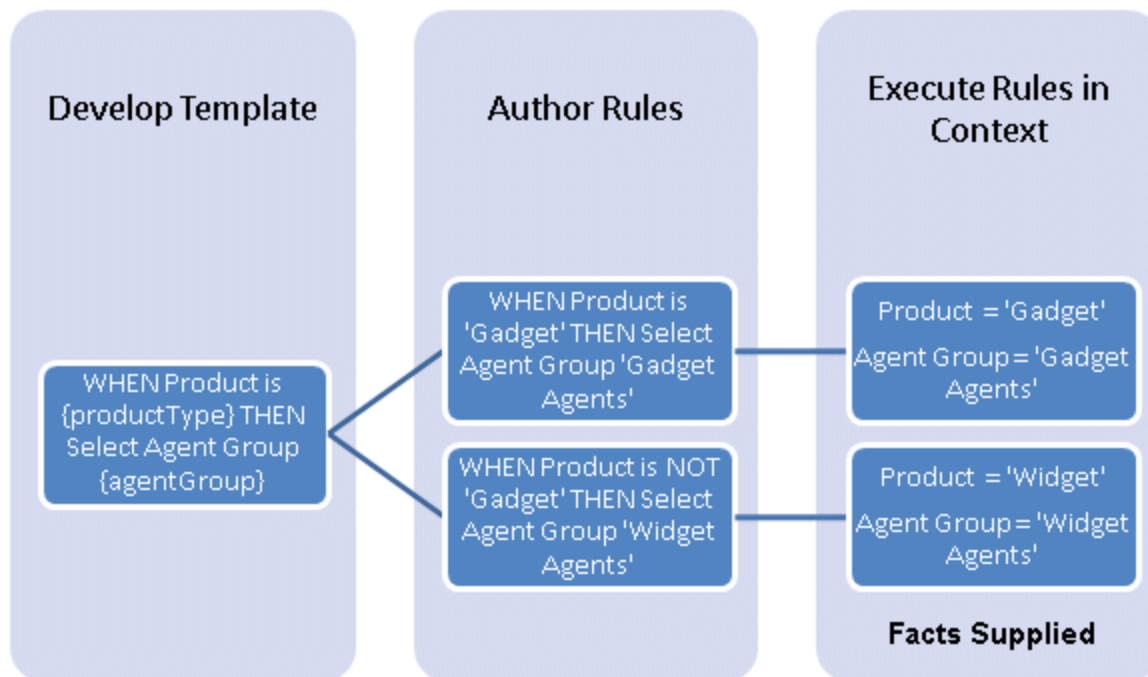 Develop Template
WHEN Product is
{productType} THEN
Select Agent Group
{agentGroup}
Author Rules
WHEN Product is
'Gadget' THEN Select
Agent Group 'Gadget
Agents'
WHEN Product is NOT
'Gadget' THEN Select
Agent Group 'Widget
Agents'
Execute Rules in
Context
Product = 'Gadget'
Agent Group = 'Gadget
Agents'
Product = 'Widget'
Agent Group = 'Widget
Agents'
Facts Supplied